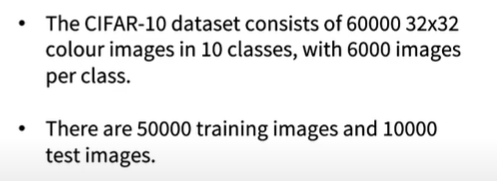 • The CIFAR-10 dataset consists of 60000 32x32
colour images in 10 classes, with 6000 images
per class.
• There are 50000 training images and 10000
test images.